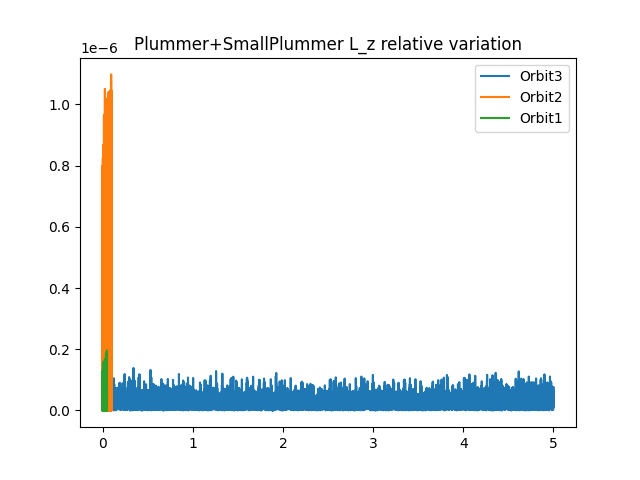 Plummer+SmallPlummer L_z relative variation
1e−6
Orbit3
Orbit2
Orbit1
1.0
0.8
0.6
0.4
0.2
0.0
0 1 2 3 4 5